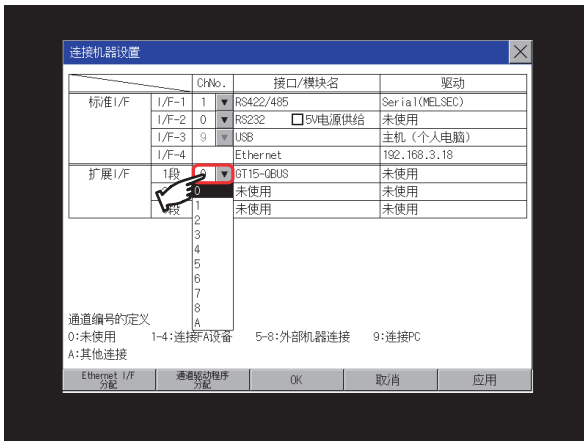 连接机器设置
ChNo. 接口/模块名 驱动
标准I/F I/F-1 1 RS422/485 Serial(MELSEC)
I/F-2 0 RS232 5V电源供给 未使用
I/F-3 9 USB 主机（个人电脑）
I/F-4 Ethernet 192.168.3.18
扩展I/F 1段 0 GT15-QBUS 未使用
0 未使用 未使用
段 1 未使用 未使用
2
3
4
5
6
7
8
A
通道编号的定义
0:未使用 1-4:连接FA设备 5-8:外部机器连接 9:连接PC
A:其他连接
Ethernet I/F 分配 通道驱动程序 分配 OK 取消 应用